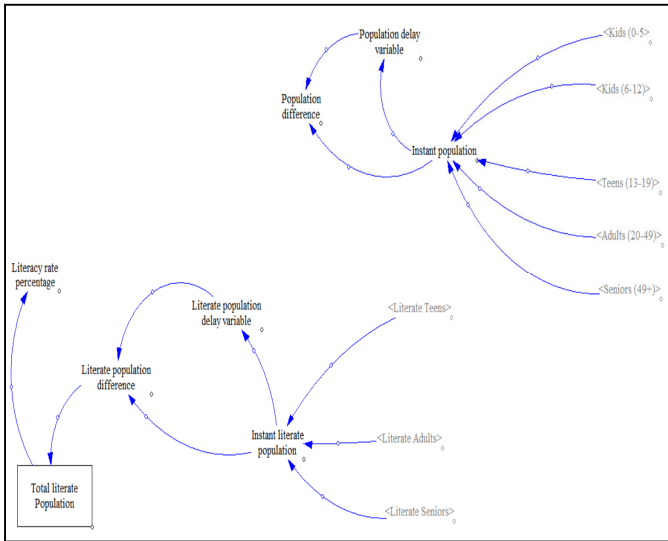 Population delay
variable
<Kids (0-5>
<Kids (6-12)>
Population
difference
Instant population
<Teens (13-19)>
<Adults (20-49)>
<Seniors (49+)>
Literacy rate
percentage
Literate population
delay variable
<Literate Teens>
Literate population
difference
Instant literate
population
<Literate Adults>
Total literate
Population
<Literate Seniors>